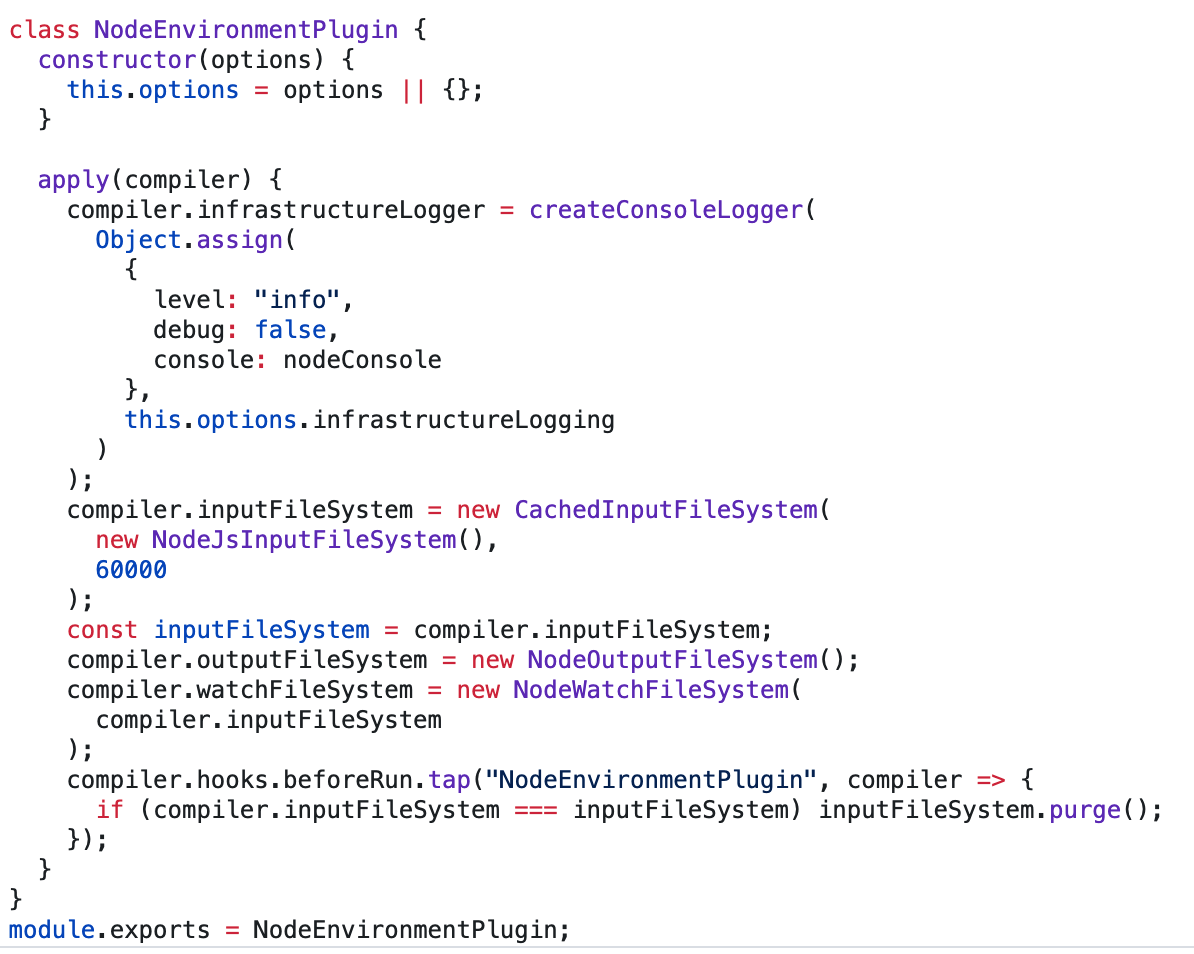 class NodeEnvironmentPlugin {
  constructor(options) {
    this.options = options || {};
  }

  apply(compiler) {
    compiler.infrastructureLogger = createConsoleLogger(
      Object.assign(
        {
          level: "info",
          debug: false,
          console: nodeConsole
        },
        this.options.infrastructureLogging
      )
    );
    compiler.inputFileSystem = new CachedInputFileSystem(
      new NodeJsInputFileSystem(),
      60000
    );
    const inputFileSystem = compiler.inputFileSystem;
    compiler.outputFileSystem = new NodeOutputFileSystem();
    compiler.watchFileSystem = new NodeWatchFileSystem(
      compiler.inputFileSystem
    );
    compiler.hooks.beforeRun.tap("NodeEnvironmentPlugin", compiler => {
      if (compiler.inputFileSystem === inputFileSystem) inputFileSystem.purge();
    });
  }
}
module.exports = NodeEnvironmentPlugin;